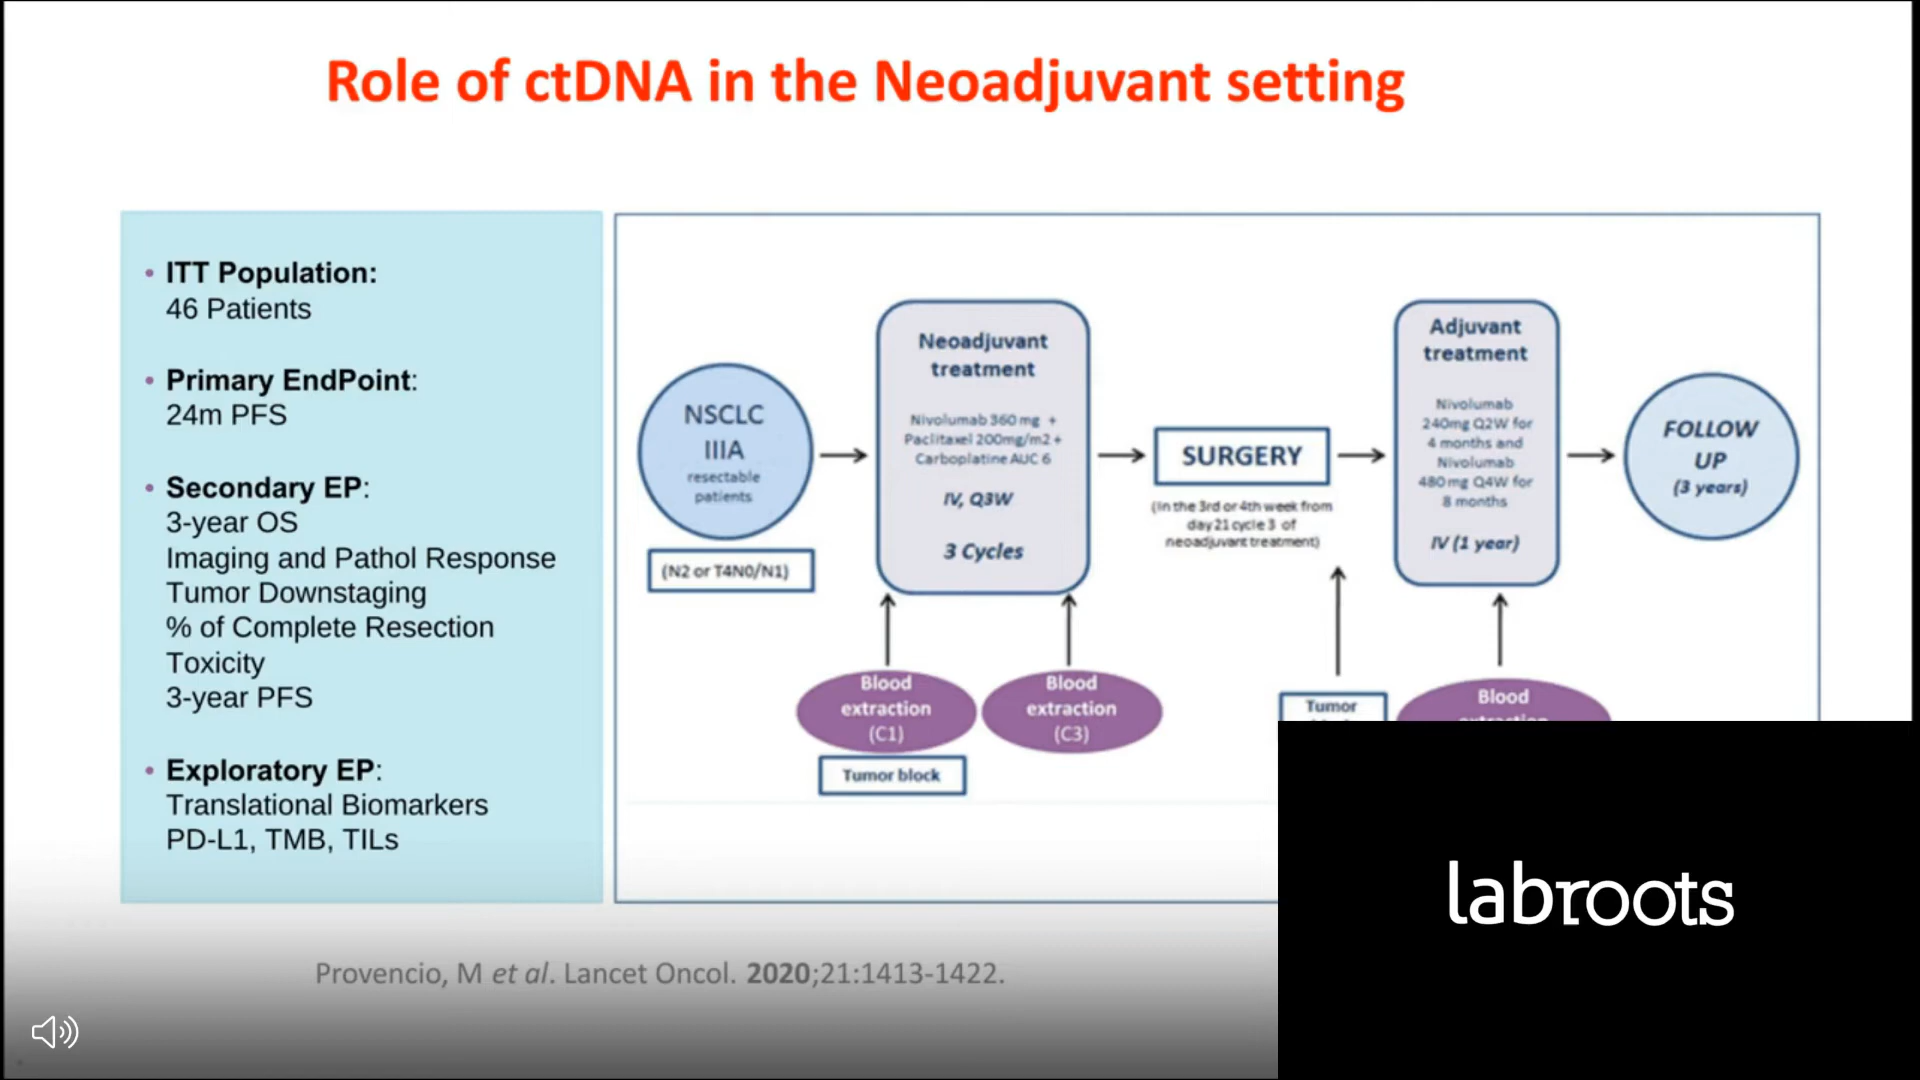 Role of ctDNA in the Neoadjuvant setting
• ITT Population:
46 Patients
• Primary EndPoint:
24m PFS
• Secondary EP:
3-year OS
Imaging and Pathol Response
Tumor Downstaging
% of Complete Resection
Toxicity
3-year PFS
• Exploratory EP:
Translational Biomarkers
PD-L1, TMB, TILs
NSCLC
IIIA
resectable
patients
(N2 or T4N0/N1)
Neoadjuvant
treatment
Nivolumab 360 mg +
Paclitaxel 200mg/m2 +
Carboplatine AUC 6
IV, Q3W
3 Cycles
SURGERY
(In the 3rd or 4th week from
day 21 cycle 3 of
neoadjuvant treatment)
Adjuvant
treatment
Nivolumab
240mg Q2W for
4 months and
Nivolumab
480 mg Q4W for
8 months
IV (1 year)
FOLLOW
UP
(3 years)
Blood
extraction
(C1)
Tumor block
Blood
extraction
(C3)
Tumor
Blood
labroots
Provencio, M et al. Lancet Oncol. 2020;21:1413-1422.